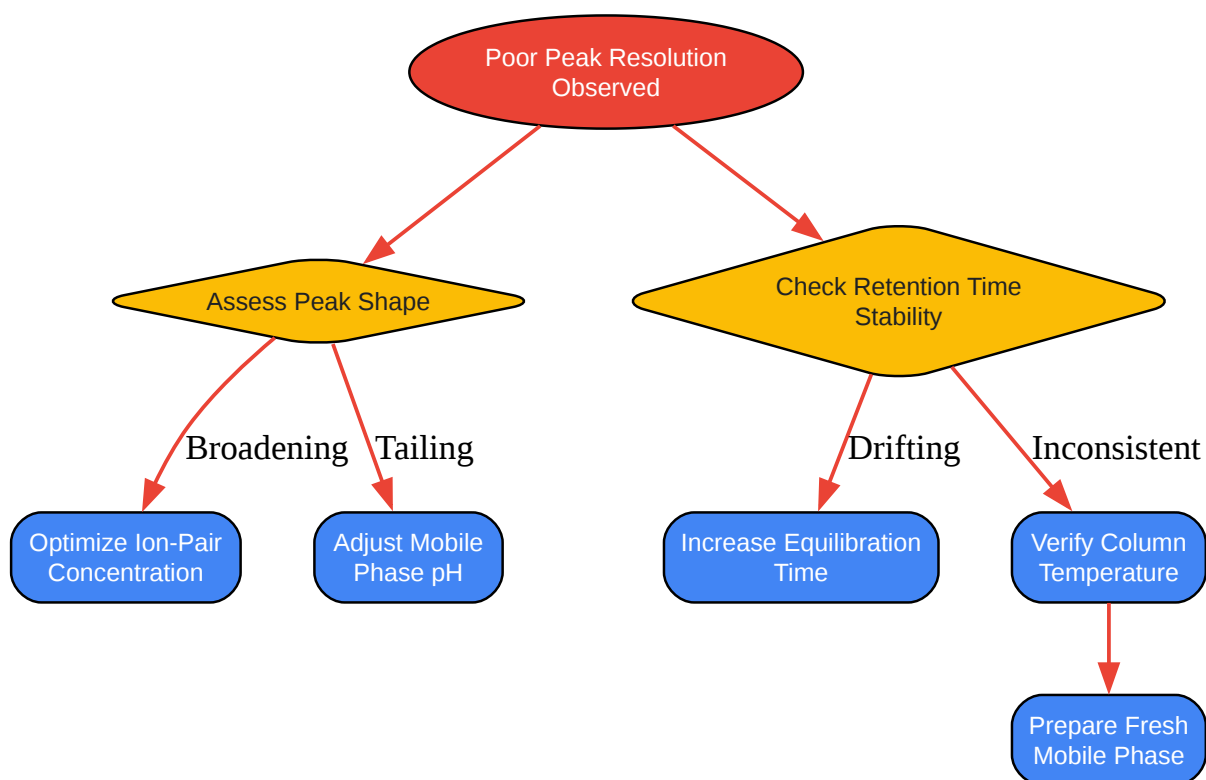 Poor Peak Resolution
Observed
Assess Peak Shape
Check Retention Time
Stability
Broadening
Tailing
Drifting
Inconsistent
Optimize Ion-Pair
Concentration
Adjust Mobile
Phase pH
Increase Equilibration
Time
Verify Column
Temperature
Prepare Fresh
Mobile Phase